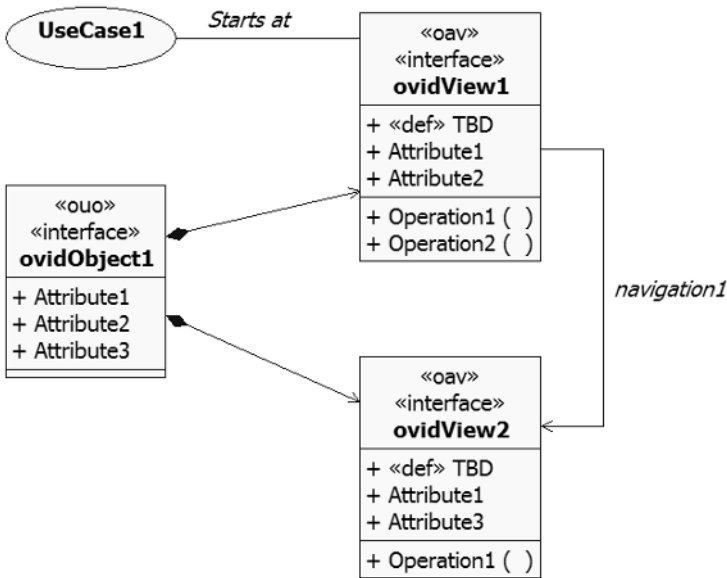 UseCase1
Starts at
«oav»
«interface»
ovidView1
+ «def» TBD
+ Attribute1
+ Attribute2
+ Operation1 ( )
+ Operation2 ( )
«ouo»
«interface»
ovidObject1
+ Attribute1
+ Attribute2
+ Attribute3
navigation1
«oav»
«interface»
ovidView2
+ «def» TBD
+ Attribute1
+ Attribute3
+ Operation1 ( )